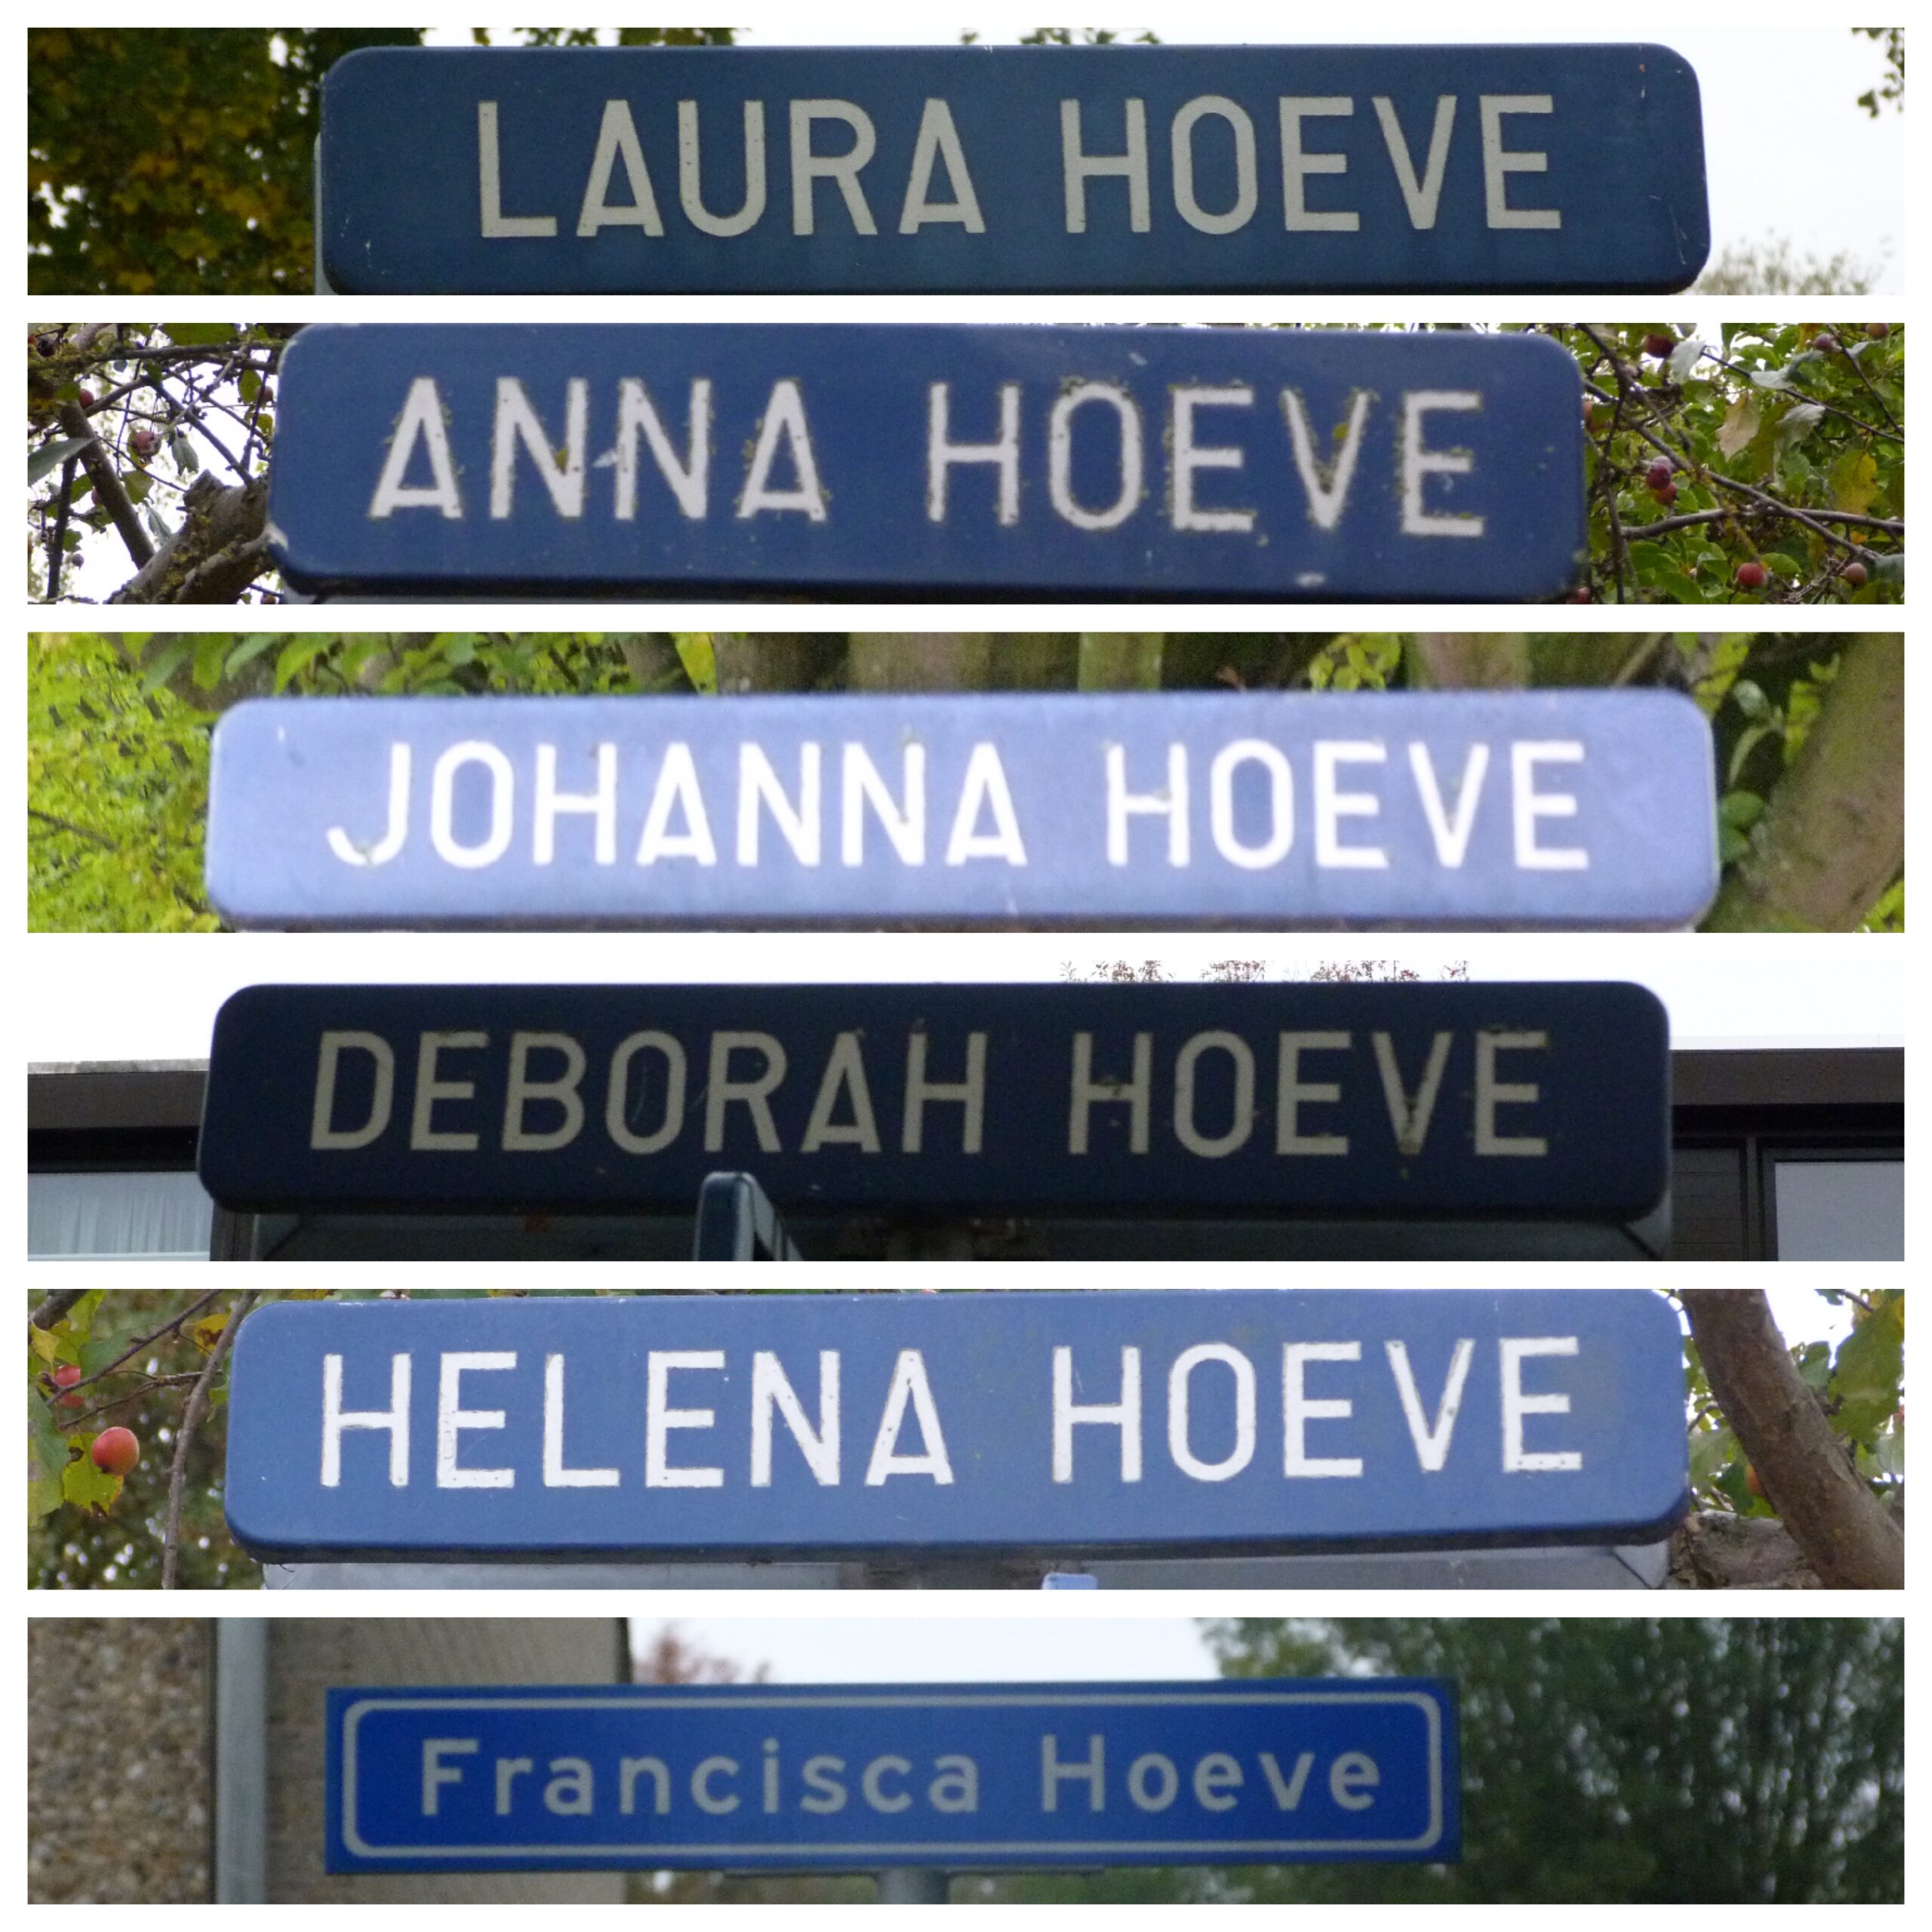 LAURA HOEVE
ANNA HOEVE
JOHANNA HOEVE
DEBORAH HOEVE
HELENA HOEVE
Francisca Hoeve